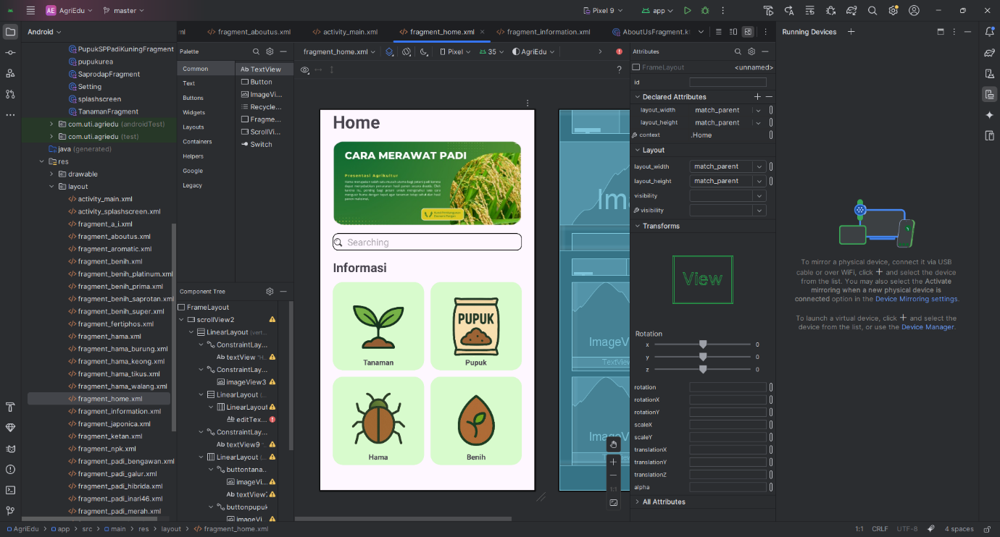 AE AgriEdu
master
Pixel 9
app
Android
ml
fragment_aboutus.xml
activity_main.xml
fragment_home.xml
fragment_information.xml
AboutUsFragment.k
Running Devices
PupukSPPadiKuningFragment
pupukurea
SaprodapFragment
Setting
splashscreen
TanamanFragment
com.uti.agriedu (androidTest)
com.uti.agriedu (test)
java (generated)
res
drawable
layout
activity_main.xml
activity_splashscreen.xml
fragment_a_i.xml
fragment_aboutus.xml
fragment_aromatic.xml
fragment_benih.xml
fragment_benih_platinum.xml
fragment_benih_prima.xml
fragment_benih_saprotan.xml
fragment_benih_super.xml
fragment_fertiphos.xml
fragment_hama.xml
fragment_hama_burung.xml
fragment_hama_keong.xml
fragment_hama_tikus.xml
fragment_hama_walang.xml
fragment_home.xml
fragment_information.xml
fragment_japonica.xml
fragment_ketan.xml
fragment_npk.xml
fragment_padi_bengawan.xml
fragment_padi_galur.xml
fragment_padi_hibrida.xml
fragment_padi_inari46.xml
fragment_padi_merah.xml
Palette
Common
Text
Buttons
Widgets
Layouts
Containers
Helpers
Google
Legacy
Ab TextView
Button
ImageVi...
Recycle...
Fragme...
ScrollVi...
Switch
Component Tree
FrameLayout
scrollView2
LinearLayout (vert...
ConstraintLay...
Ab textView "H...
ConstraintLay...
imageView3
LinearLayout (...
LinearLayout
Ab editTex...
ConstraintLay...
Ab textView9 "...
LinearLayout (...
buttontana...
imageVi...
Ab textView7
buttonpupuk
imageVi...
fragment_home.xml
Pixel
35
AgriEdu
?
Home
CARA MERAWAT PADI
Presentasi Agrikultur
Searching
Informasi
Tanaman
PUPUK
Pupuk
Hama
Benih
Im
ImageV
TextView
ImageV
1:1
Attributes
FrameLayout
<unnamed>
id
Declared Attributes
layout_width match_parent
layout_height match_parent
context .Home
Layout
layout_width match_parent
layout_height match_parent
visibility
visibility
Transforms
View
Rotation
x 0
y 0
z 0
rotation
rotationX
rotationY
scaleX
scaleY
translationX
translationY
translationZ
alpha
All Attributes
To mirror a physical device, connect it via USB
cable or over WiFi, click + and select the device
from the list. You may also select the Activate
mirroring when a new physical device is
connected option in the Device Mirroring settings.
To launch a virtual device, click + and select the
device from the list, or use the Device Manager.
AgriEdu > app > src > main > res > layout > fragment_home.xml
1:1
CRLF
UTF-8
4 spaces